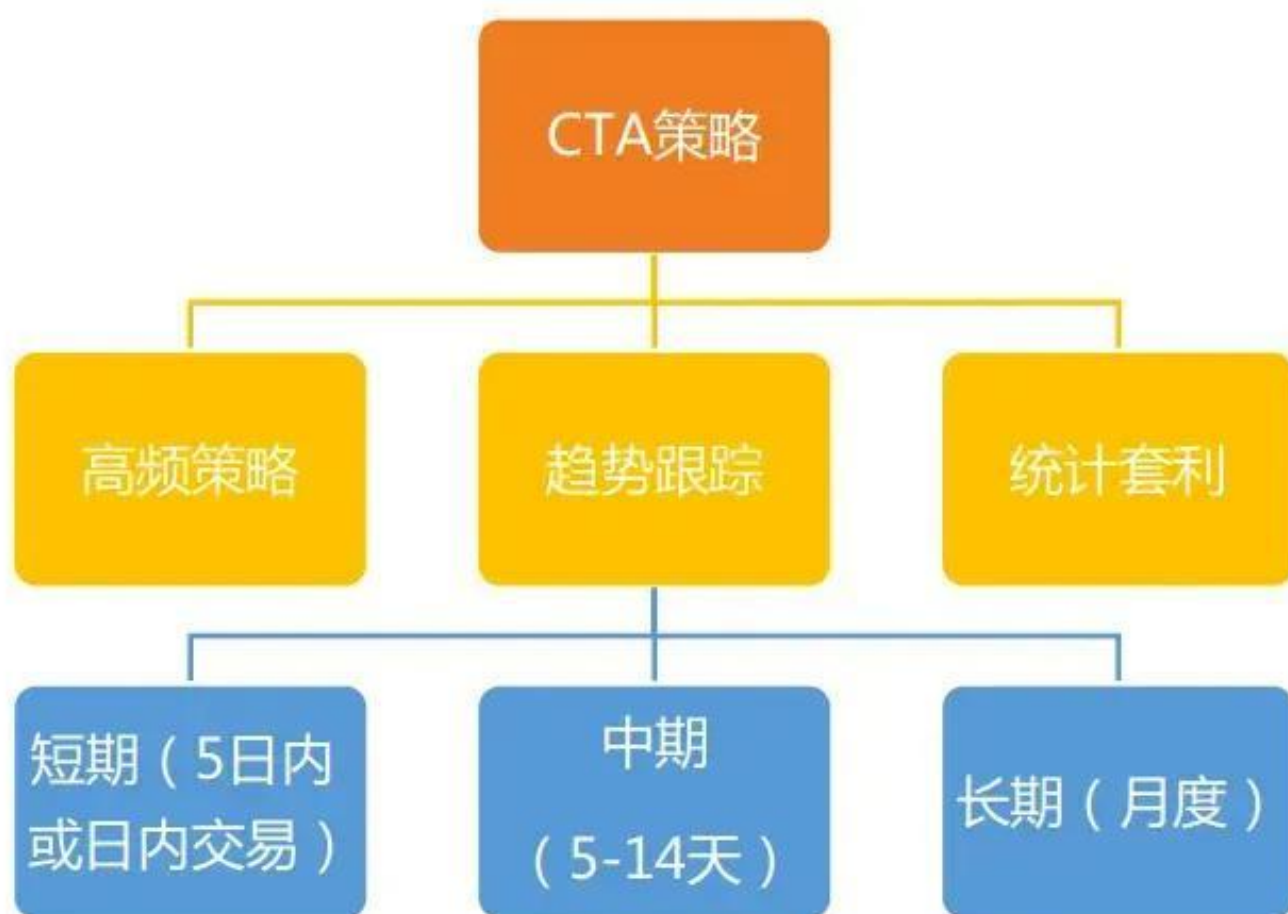 CTA策略
高频策略
趋势跟踪
统计套利
短期（5日内
或日内交易）
中期
（5-14天）
长期（月度）